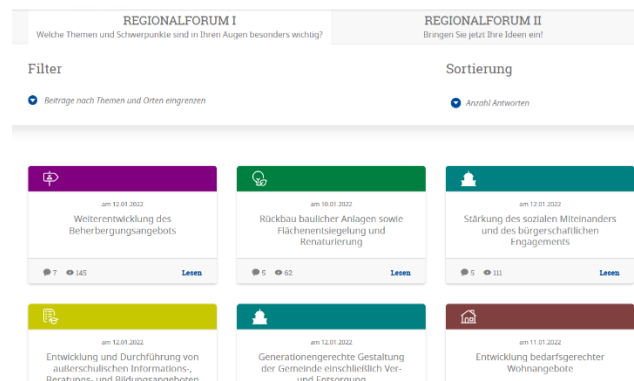 REGIONALFORUM I
Welche Themen und Schwerpunkte sind in Ihren Augen besonders wichtig?
REGIONALFORUM II
Bringen Sie jetzt Ihre Ideen ein!
Filter
Beiträge nach Themen und Orten eingrenzen
Sortierung
Anzahl Antworten
am 12.01.2022
Weiterentwicklung des
Beherbergungsangebots
7 145 Lesen
am 10.01.2022
Rückbau baulicher Anlagen sowie
Flächenentsiegelung und
Renaturierung
5 62 Lesen
am 12.01.2022
Stärkung des sozialen Miteinanders
und des bürgerschaftlichen
Engagements
5 111 Lesen
am 12.01.2022
Entwicklung und Durchführung von
außerschulischen Informations-,
Beratungs- und Bildungsangeboten
am 12.01.2022
Generationengerechte Gestaltung
der Gemeinde einschließlich Ver-
und Entsorgung
am 11.01.2022
Entwicklung bedarfsgerechter
Wohnangebote